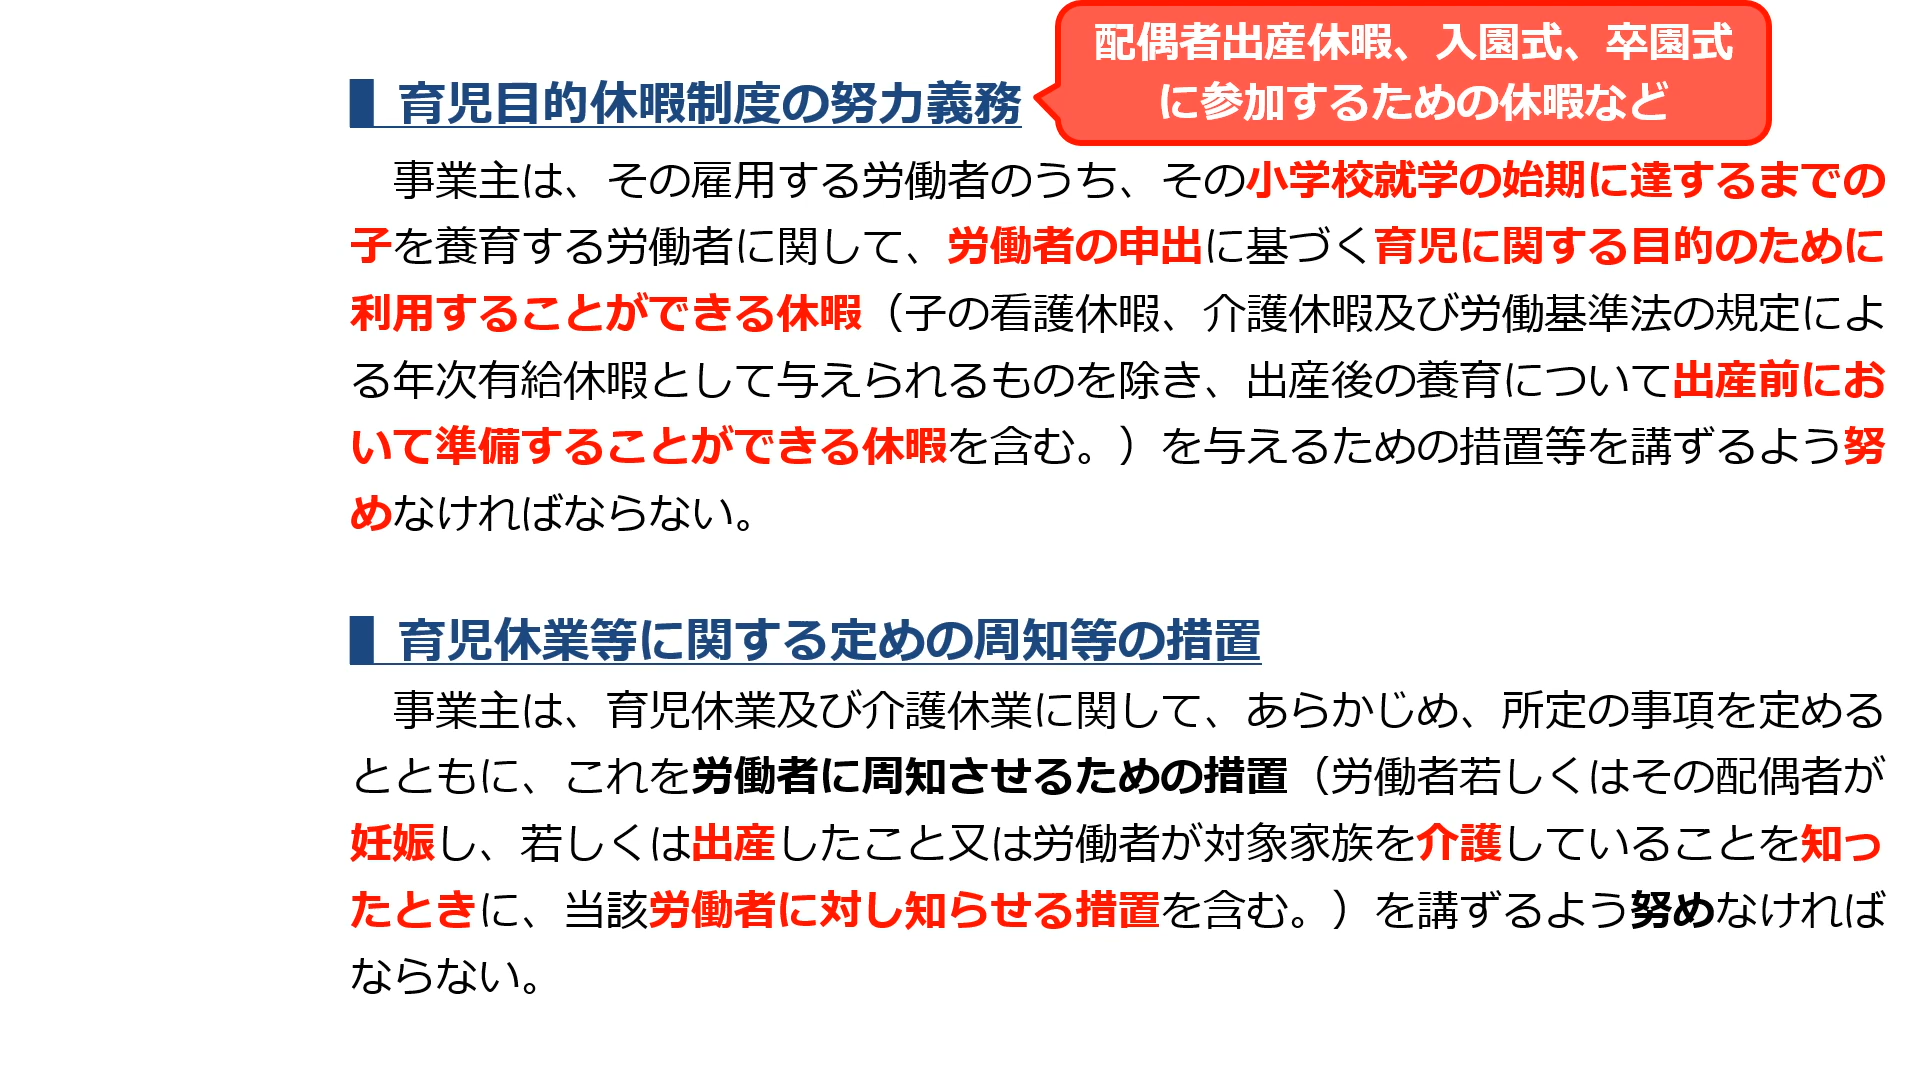 配偶者出産休暇、入園式、卒園式
に参加するための休暇など
育児目的休暇制度の努力義務
事業主は、その雇用する労働者のうち、その小学校就学の始期に達するまでの
子を養育する労働者に関して、労働者の申出に基づく育児に関する目的のために
利用することができる休暇（子の看護休暇、介護休暇及び労働基準法の規定によ
る年次有給休暇として与えられるものを除き、出産後の養育について出産前にお
いて準備することができる休暇を含む。）を与えるための措置等を講ずるよう努
めなければならない。
育児休業等に関する定めの周知等の措置
事業主は、育児休業及び介護休業に関して、あらかじめ、所定の事項を定める
とともに、これを労働者に周知させるための措置（労働者若しくはその配偶者が
妊娠し、若しくは出産したこと又は労働者が対象家族を介護していることを知っ
たときに、当該労働者に対し知らせる措置を含む。）を講ずるよう努めなければ
ならない。